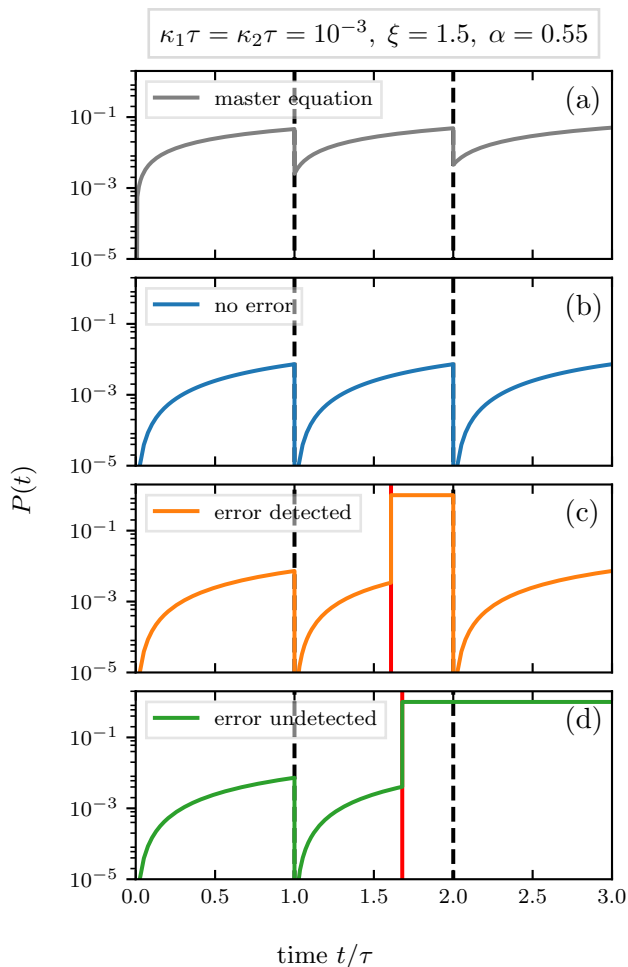 κ₁τ = κ₂τ = 10⁻³, ξ = 1.5, α = 0.55
master equation
(a)
10⁻¹
10⁻³
10⁻⁵
no error
(b)
10⁻¹
10⁻³
10⁻⁵
P(t)
error detected
(c)
10⁻¹
10⁻³
10⁻⁵
error undetected
(d)
10⁻¹
10⁻³
10⁻⁵
0.0 0.5 1.0 1.5 2.0 2.5 3.0
time t/τ